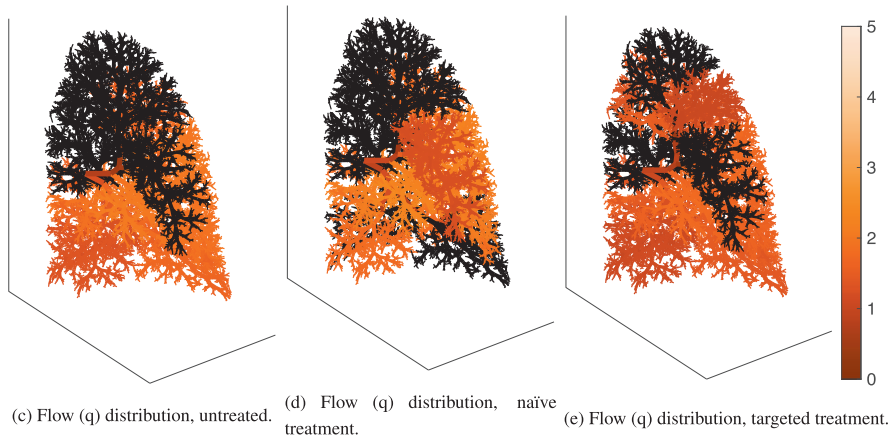 5
4
3
2
1
0
(c) Flow (q) distribution, untreated.
(d) Flow (q) distribution, naïve
treatment.
(e) Flow (q) distribution, targeted treatment.